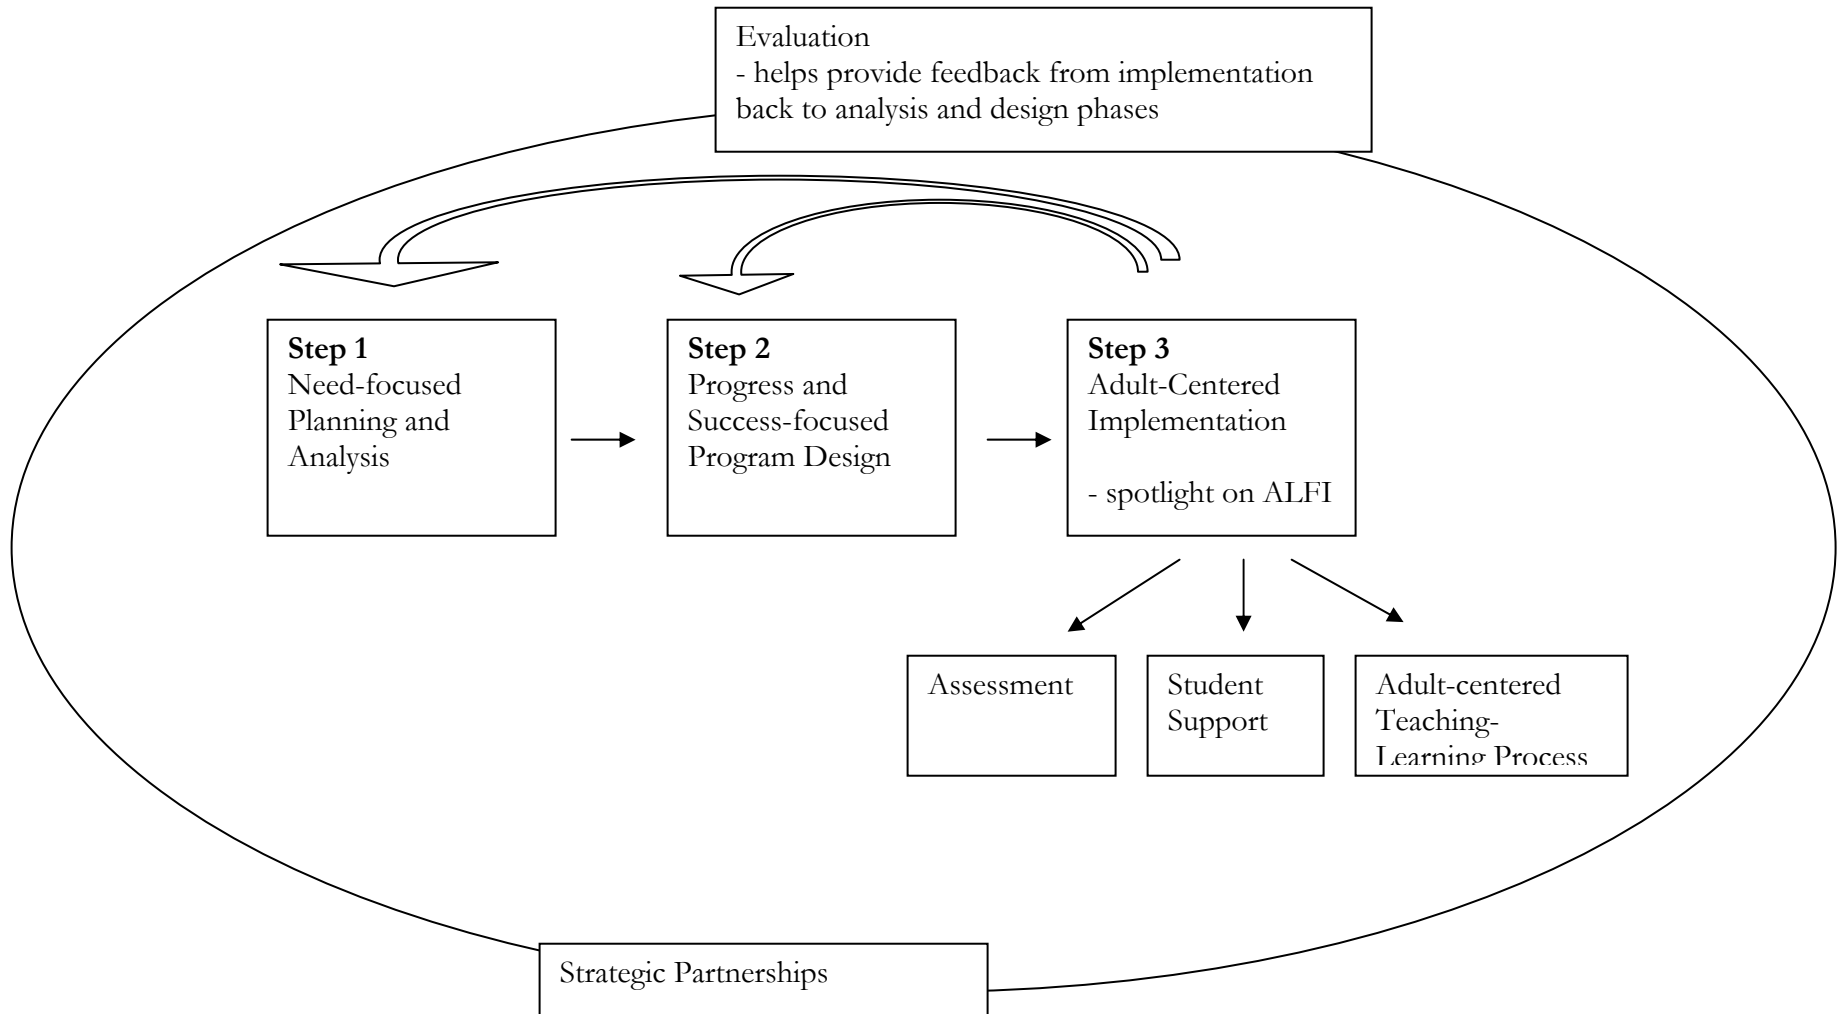 Evaluation
- helps provide feedback from implementation
back to analysis and design phases
Step 1
Need-focused
Planning and
Analysis
Step 2
Progress and
Success-focused
Program Design
Step 3
Adult-Centered
Implementation
- spotlight on ALFI
Assessment
Student
Support
Adult-centered
Teaching-
Learning Process
Strategic Partnerships